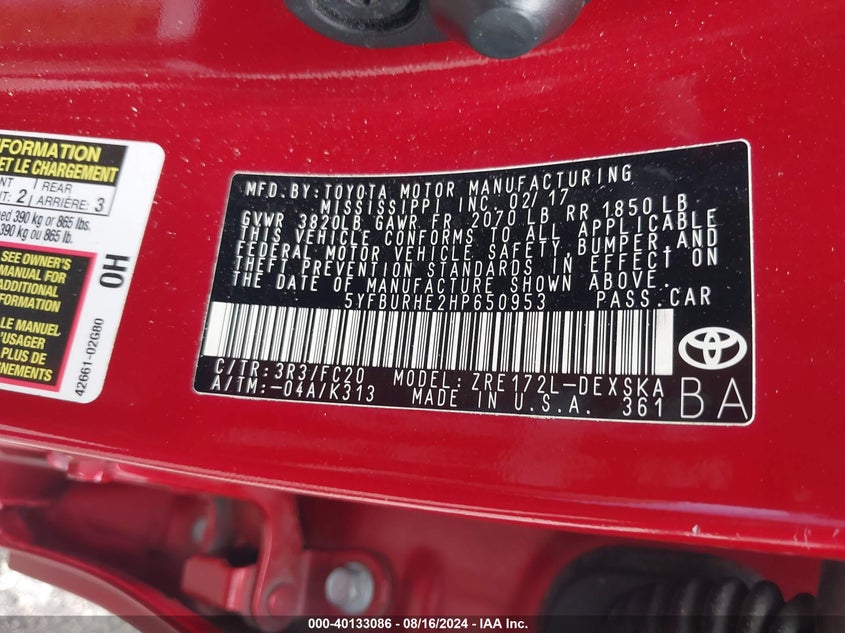 FORMATION
ET LE CHARGEMENT
NT REAR
NT: 2 ARRIÈRE: 3
ed 390 kg or 865 lbs.
390 kg ou 865 lb.
SEE OWNER'S
MANUAL FOR
ADDITIONAL
FORMATION
LE MANUEL
D'USAGER
PLUS DE
GNEMENTS
OH
42661-02G80
MFD. BY: TOYOTA MOTOR MANUFACTURING
MISSISSIPPI INC. 02/17
GVWR 3820LB GAWR FR 2070 LB RR 1850 LB
THIS VEHICLE CONFORMS TO ALL APPLICABLE
FEDERAL MOTOR VEHICLE SAFETY, BUMPER, AND
THEFT PREVENTION STANDARDS IN EFFECT ON
THE DATE OF MANUFACTURE SHOWN ABOVE.
5YFBURHE2HP650953 PASS. CAR
C/TR: 3R3/FC20 MODEL: ZRE172L-DEXSKA
A/TM: -04A/K313 MADE IN U.S.A. 361
BA
000-40133086 - 08/16/2024 - IAA Inc.